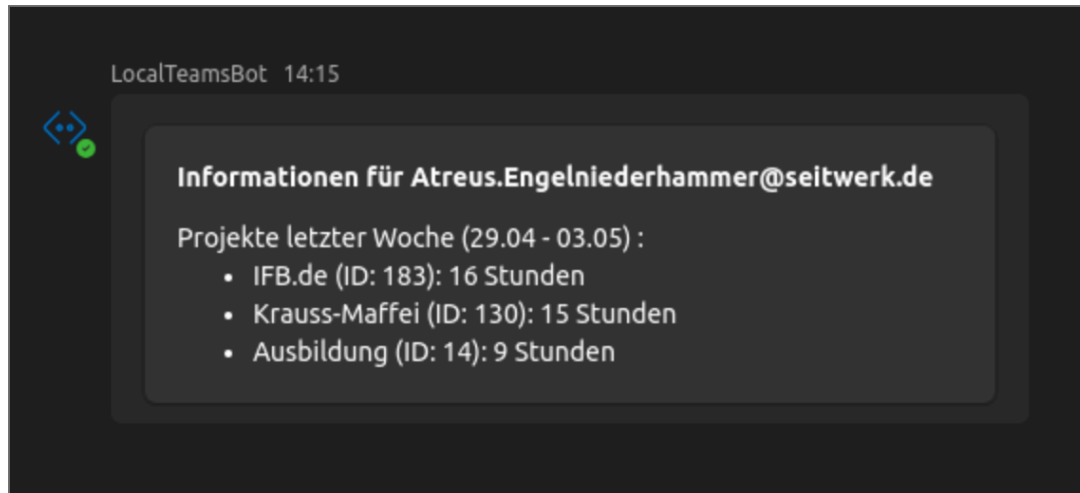 LocalTeamsBot 14:15
Informationen für Atreus.Engelniederhammer@seitwerk.de
Projekte letzter Woche (29.04 - 03.05) :
• IFB.de (ID: 183): 16 Stunden
• Krauss-Maffei (ID: 130): 15 Stunden
• Ausbildung (ID: 14): 9 Stunden